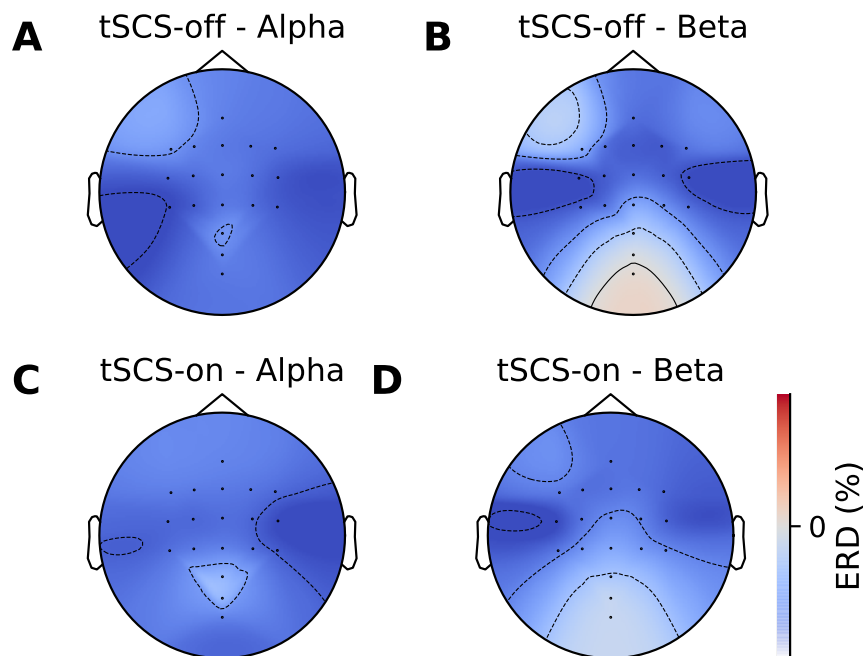 A
tSCS-off - Alpha
B
tSCS-off - Beta
C
tSCS-on - Alpha
D
tSCS-on - Beta
0
ERD (%)